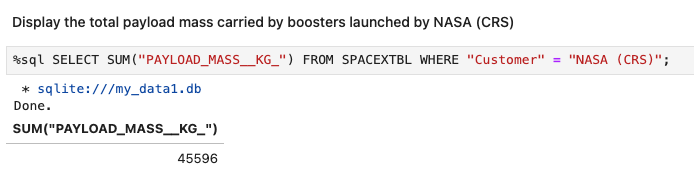 Display the total payload mass carried by boosters launched by NASA (CRS)
%sql SELECT SUM("PAYLOAD_MASS__KG_") FROM SPACEXTBL WHERE "Customer" = "NASA (CRS)";
* sqlite:///my_data1.db
Done.
SUM("PAYLOAD_MASS__KG_")
45596